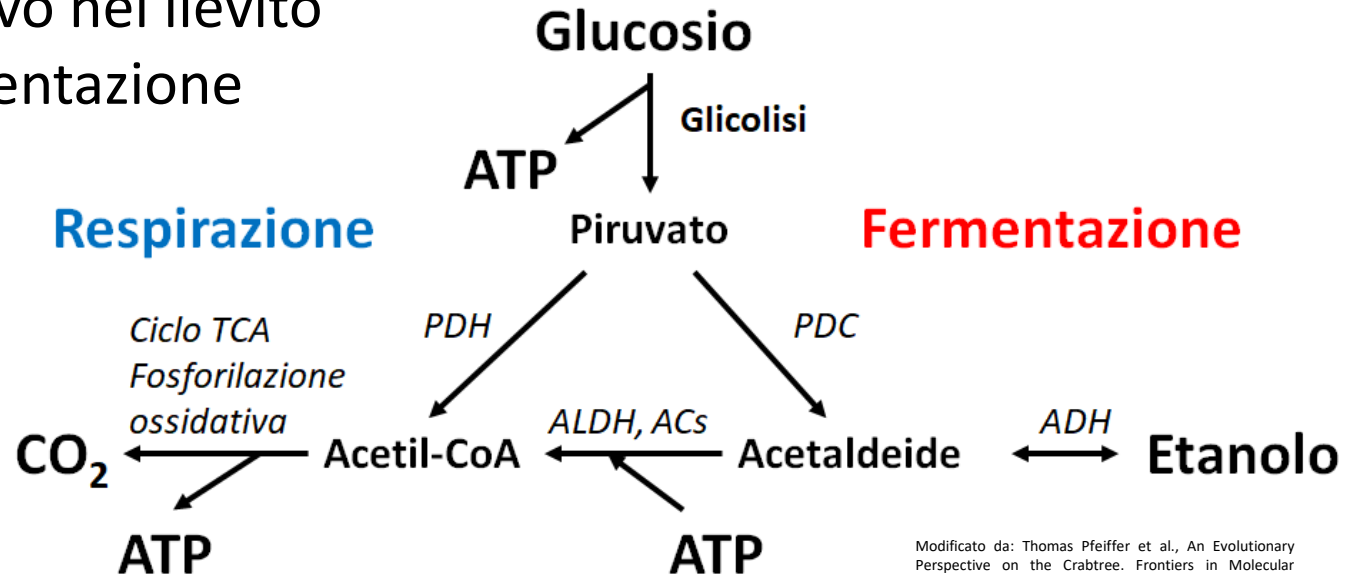 vo nel lievito
entazione
Glucosio
Glicolisi
ATP
Respirazione
Piruvato
Fermentazione
Ciclo TCA
Fosforilazione
ossidativa
PDH
PDC
CO₂
Acetil-CoA
ALDH, ACs
Acetaldeide
ADH
Etanolo
ATP
ATP
Modificato da: Thomas Pfeiffer et al., An Evolutionary
Perspective on the Crabtree. Frontiers in Molecular